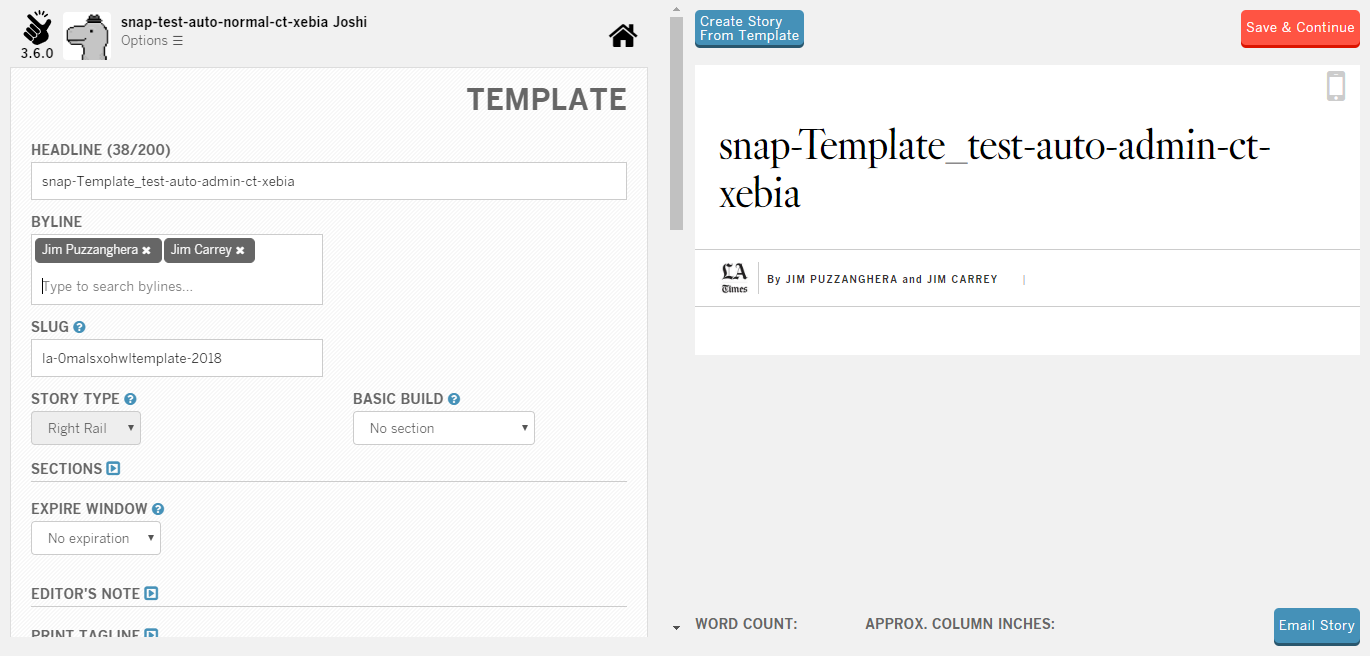 snap-test-auto-normal-ct-xebia Joshi
Options ☰
3.6.0
TEMPLATE
HEADLINE (38/200)
snap-Template_test-auto-admin-ct-xebia
BYLINE
Jim Puzzanghera ✖ Jim Carrey ✖
Type to search bylines...
SLUG ?
la-0malsxohwltemplate-2018
STORY TYPE ? BASIC BUILD ?
Right Rail ▾ No section ▾
SECTIONS
EXPIRE WINDOW ?
No expiration ▾
EDITOR'S NOTE
PRINT TAGLINE
Create Story
From Template
Save & Continue
snap-Template_test-auto-admin-ct-
xebia
LA
Times
By JIM PUZZANGHERA and JIM CARREY |
WORD COUNT: APPROX. COLUMN INCHES:
Email Story